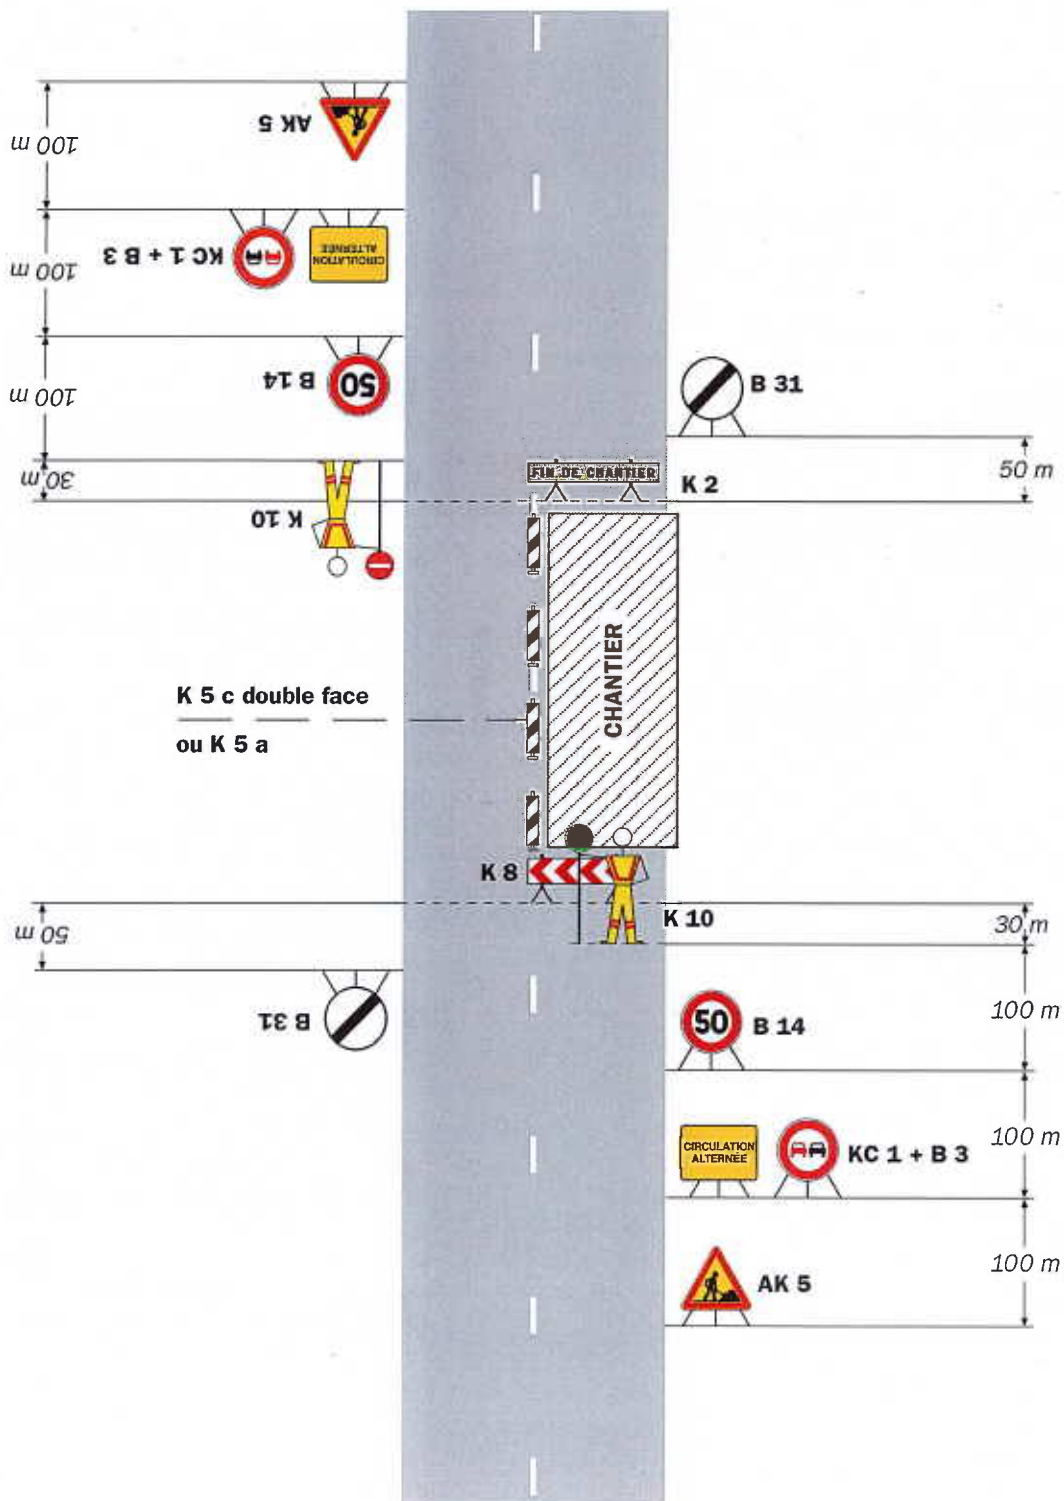 AK 5
100 m
KC 1 + B 3
CIRCULATION
ALTERNÉE
100 m
B 14
50
100 m
B 31
50 m
FIN DE CHANTIER
K 2
30 m
K 10
CHANTIER
K 5 c double face
ou K 5 a
K 8
K 10
30 m
50 m
B 31
50
B 14
100 m
CIRCULATION
ALTERNÉE
KC 1 + B 3
100 m
AK 5
100 m